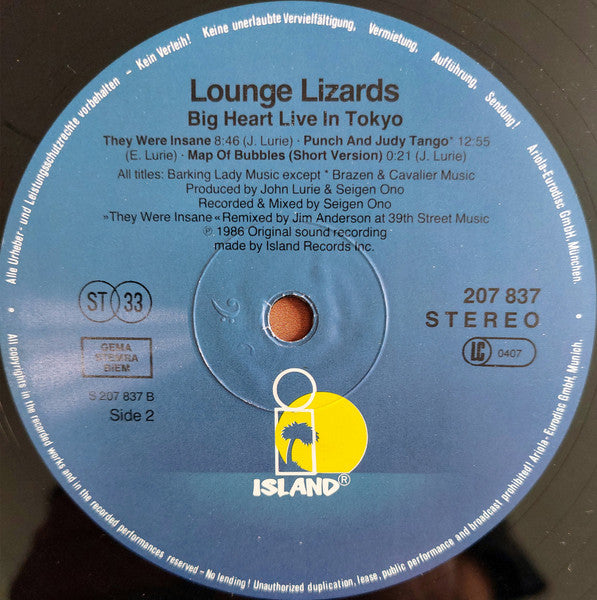 Alle Urheber- und Leistungsschutzrechte vorbehalten – Kein Verleih! Keine unerlaubte Vervielfältigung, Vermietung, Aufführung, Sendung! Ariola-Eurodisc GmbH, München.
Lounge Lizards
Big Heart Live In Tokyo
They Were Insane 8:46 (J. Lurie) · Punch And Judy Tango* 12:55
(E. Lurie) · Map Of Bubbles (Short Version) 0:21 (J. Lurie)
All titles: Barking Lady Music except * Brazen & Cavalier Music
Produced by John Lurie & Seigen Ono
Recorded & Mixed by Seigen Ono
»They Were Insane« Remixed by Jim Anderson at 39th Street Music
℗ 1986 Original sound recording
made by Island Records Inc.
ST 33
207 837
STEREO
GEMA
STEMRA
BIEM
LC 0407
S 207 837 B
Side 2
ISLAND®
All copyrights in the recorded works and in the recorded performances reserved – No lending! Unauthorized duplication, lease, public performance and broadcast prohibited! Ariola-Eurodisc GmbH, Munich.